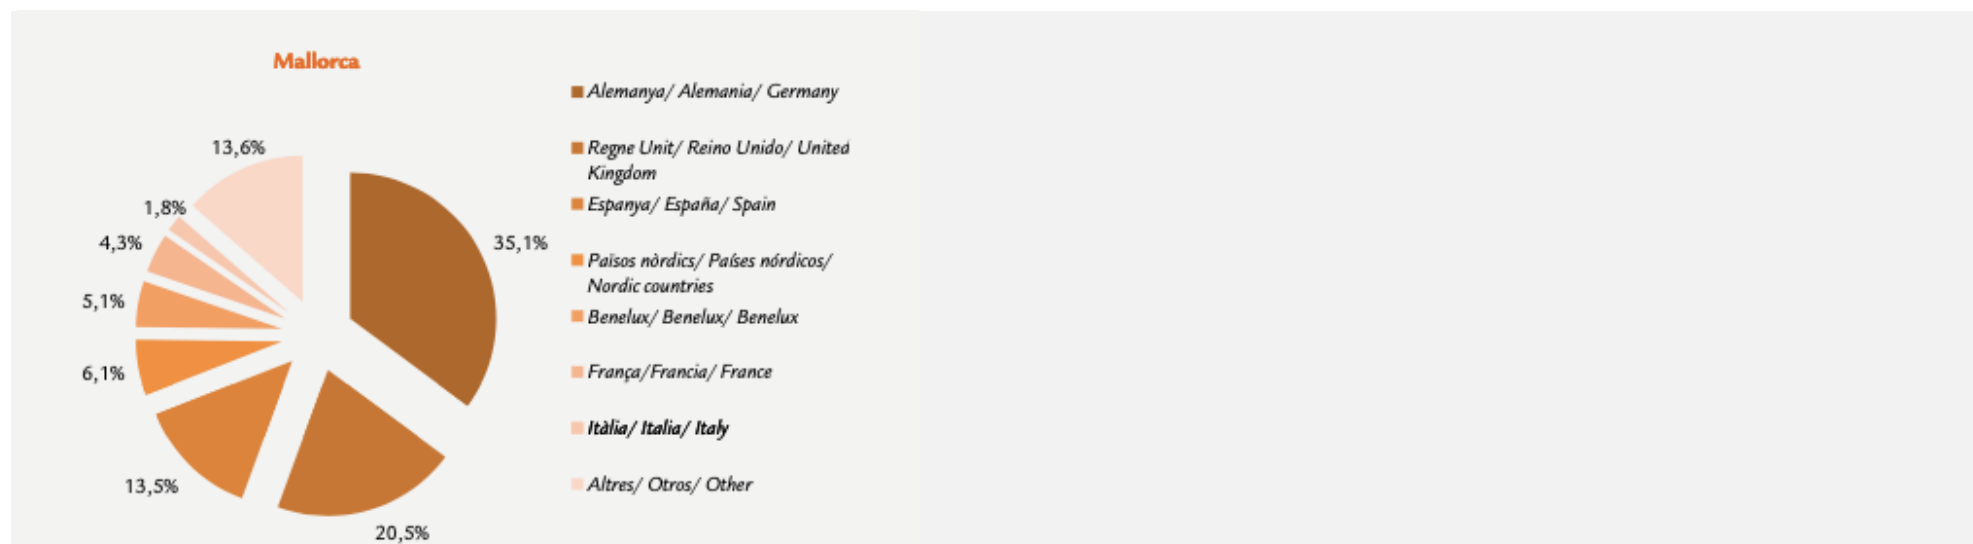 Mallorca
Alemanya/ Alemania/ Germany
Regne Unit/ Reino Unido/ United
Kingdom
Espanya/ España/ Spain
Països nòrdics/ Países nórdicos/
Nordic countries
Benelux/ Benelux/ Benelux
França/Francia/ France
Itàlia/ Italia/ Italy
Altres/ Otros/ Other
13,6%
1,8%
4,3%
35,1%
5,1%
6,1%
13,5%
20,5%